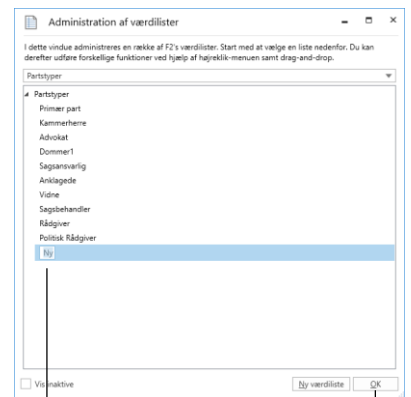 Administration af værdilister
I dette vindue administreres en række af F2's værdilister. Start med at vælge en liste nedenfor. Du kan
derefter udføre forskellige funktioner ved hjælp af højreklik-menuen samt drag-and-drop.
Partstyper
Partstyper
Primær part
Kammerherre
Advokat
Dommer1
Sagsansvarlig
Anklagede
Vidne
Sagsbehandler
Rådgiver
Politisk Rådgiver
Ny
Vis inaktive
Ny værdiliste
OK